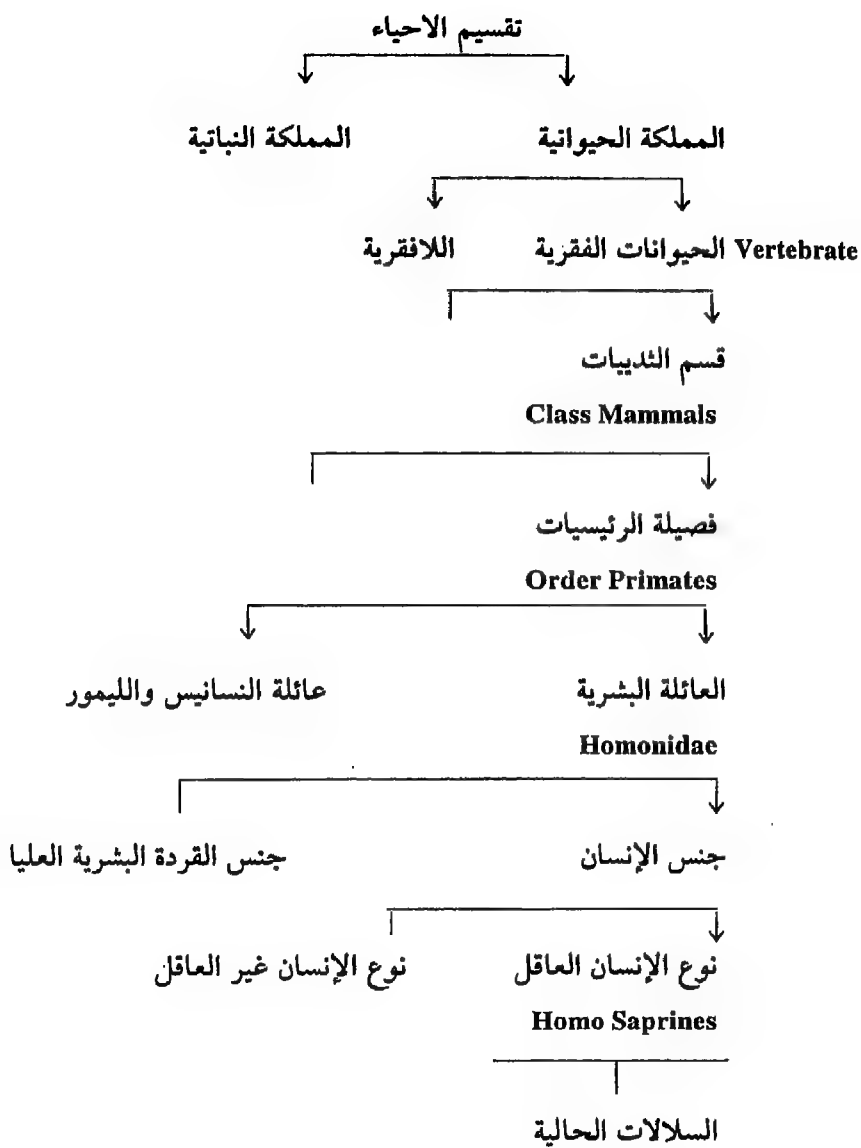 تقسيم الاحياء
المملكة الحيوانية المملكة النباتية
الحيوانات الفقزية Vertebrate اللافقرية
قسم الثدييات
Class Mammals
فصيلة الرئيسيات
Order Primates
العائلة البشرية عائلة النسانيس والليمور
Homonidae
جنس الإنسان جنس القردة البشرية العليا
نوع الإنسان العاقل نوع الإنسان غير العاقل
Homo Saprines
السلالات الحالية